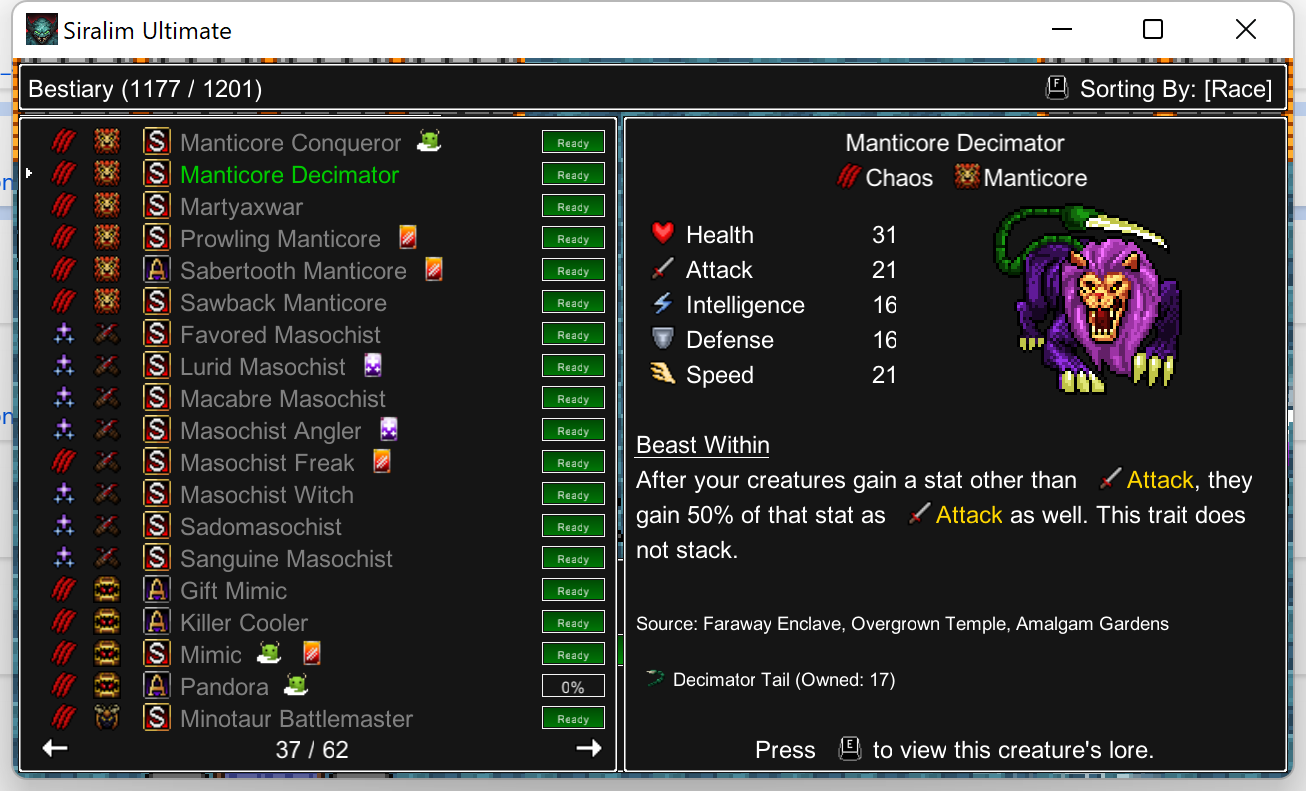 Siralim Ultimate
Bestiary (1177 / 1201)
F Sorting By: [Race]
S Manticore Conqueror Ready
S Manticore Decimator Ready
S Martyaxwar Ready
S Prowling Manticore Ready
A Sabertooth Manticore Ready
S Sawback Manticore Ready
S Favored Masochist Ready
S Lurid Masochist Ready
S Macabre Masochist Ready
S Masochist Angler Ready
S Masochist Freak Ready
S Masochist Witch Ready
S Sadomasochist Ready
S Sanguine Masochist Ready
A Gift Mimic Ready
A Killer Cooler Ready
S Mimic Ready
A Pandora 0%
S Minotaur Battlemaster Ready
37 / 62
Manticore Decimator
Chaos Manticore
Health 31
Attack 21
Intelligence 16
Defense 16
Speed 21
Beast Within
After your creatures gain a stat other than Attack, they
gain 50% of that stat as Attack as well. This trait does
not stack.
Source: Faraway Enclave, Overgrown Temple, Amalgam Gardens
Decimator Tail (Owned: 17)
Press E to view this creature's lore.